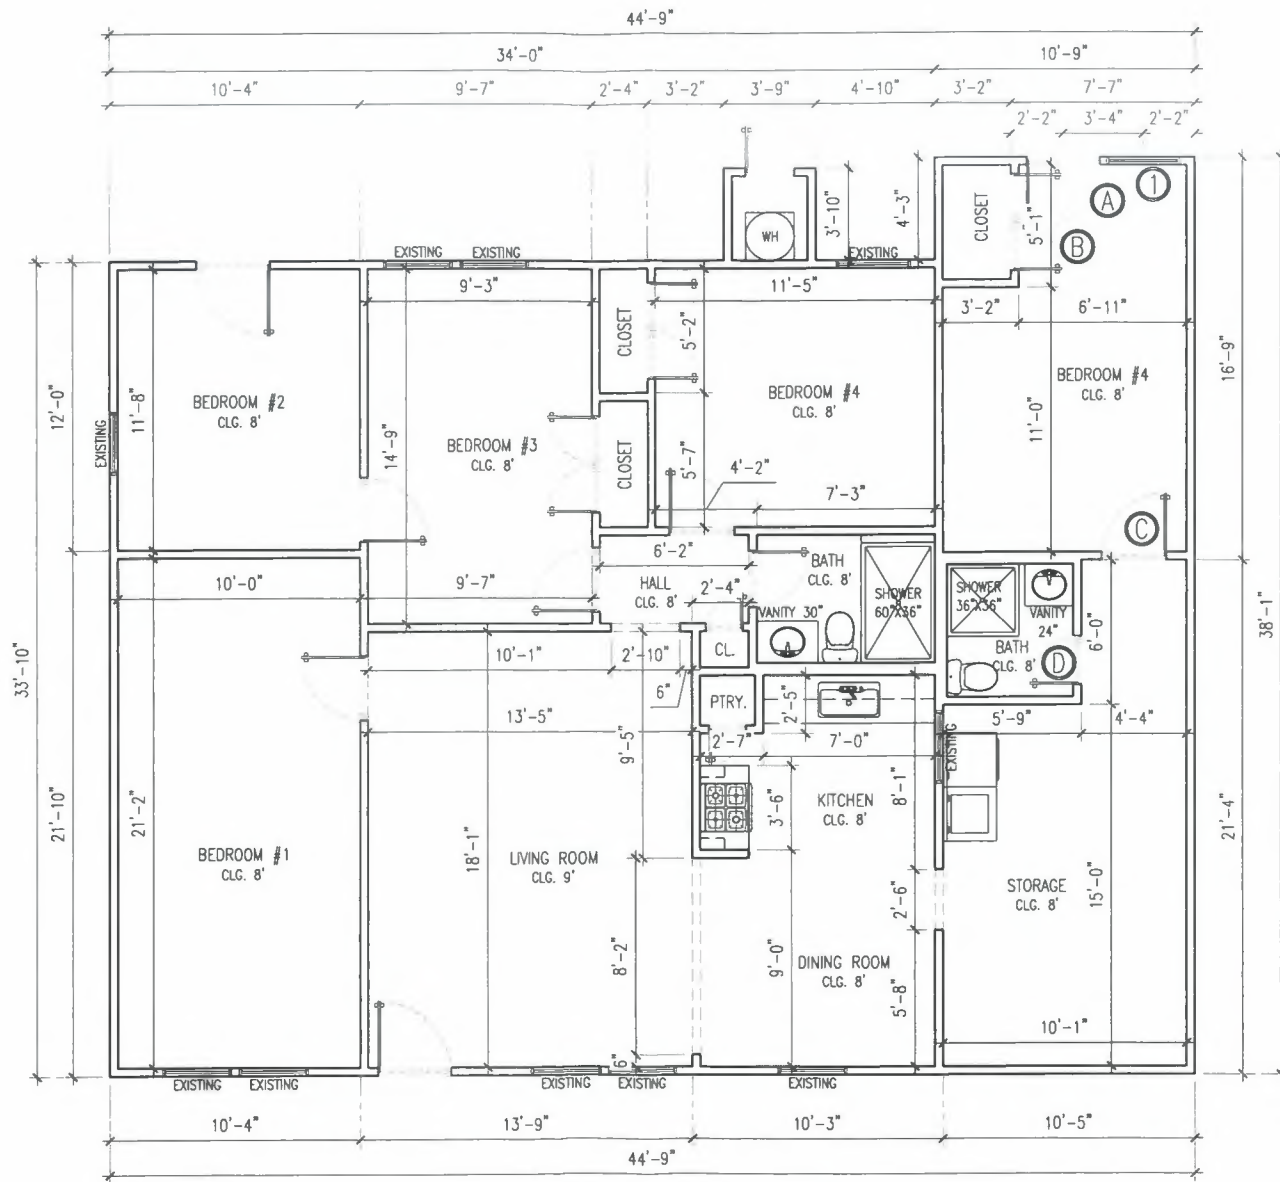 44'-9"
34'-0"
10'-9"
10'-4"
9'-7"
2'-4"
3'-2"
3'-9"
4'-10"
3'-2"
7'-7"
2'-2"
3'-4"
2'-2"
A
1
B
CLOSET
5'-1"
3'-10"
4'-3"
WH
EXISTING
EXISTING
EXISTING
9'-3"
11'-5"
3'-2"
6'-11"
CLOSET
5'-2"
16'-9"
38'-1"
12'-0"
11'-8"
EXISTING
BEDROOM #2
CLG. 8'
14'-9"
BEDROOM #3
CLG. 8'
BEDROOM #4
CLG. 8'
BEDROOM #4
CLG. 8'
11'-0"
CLOSET
5'-7"
4'-2"
7'-3"
C
6'-2"
HALL
CLG. 8'
2'-4"
BATH
CLG. 8'
SHOWER
60"X36"
VANITY 30"
SHOWER
36"X36"
VANITY
24"
BATH
CLG. 8'
D
6'-0"
10'-0"
9'-7"
33'-10"
10'-1"
2'-10"
6"
CL.
PTRY.
2'-5"
13'-5"
9'-5"
2'-7"
7'-0"
5'-9"
4'-4"
EXISTING
21'-10"
21'-2"
18'-1"
3'-6"
KITCHEN
CLG. 8'
8'-1"
21'-4"
BEDROOM #1
CLG. 8'
LIVING ROOM
CLG. 9'
STORAGE
CLG. 8'
15'-0"
2'-6"
8'-2"
9'-0"
DINING ROOM
CLG. 8'
5'-8"
10'-1"
6"
EXISTING
EXISTING
EXISTING
EXISTING
EXISTING
10'-4"
13'-9"
10'-3"
10'-5"
44'-9"